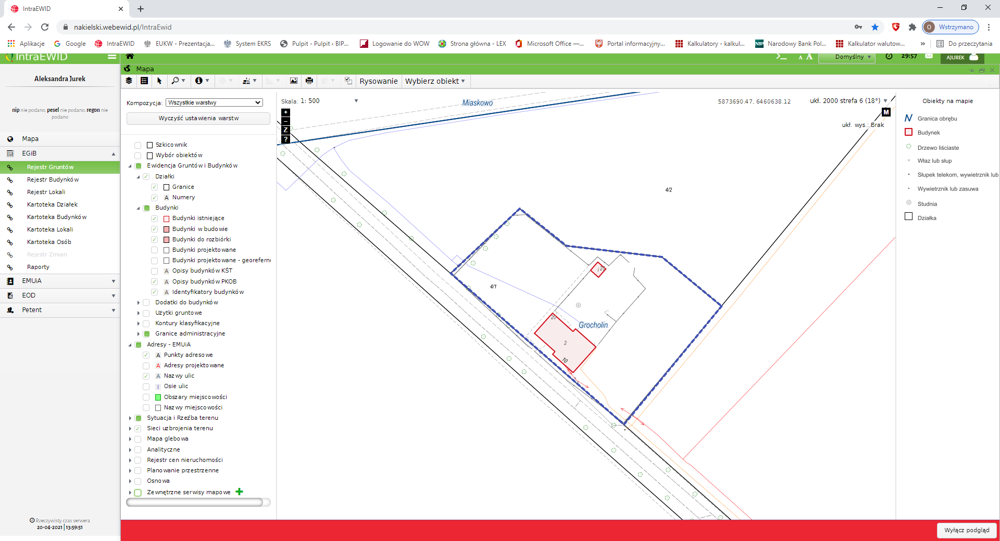 IntraEWID
nakielski.webewid.pl/IntraEwid
Wstrzymano
Aplikacje
Google
IntraEWID
EUKW - Prezentacja...
System EKRS
Pulpit - Pulpit ‹ BIP...
Logowanie do WOW
Strona główna - LEX
Microsoft Office —...
Portal informacyjny...
Kalkulatory - kalkul...
Narodowy Bank Pol...
Kalkulator walutow...
»
Do przeczytania
IntraEWID
A A
Domyślny
29:57
AJUREK
Mapa
Rysowanie
Wybierz obiekt
Aleksandra Jurek
nip nie podano, pesel nie podano, regon nie
podano
Mapa
EGiB
Rejestr Gruntów
Rejestr Budynków
Rejestr Lokali
Kartoteka Działek
Kartoteka Budynków
Kartoteka Lokali
Kartoteka Osób
Rejestr Zmian
Raporty
EMUiA
EOD
Petent
Rzeczywisty czas serwera
20-04-2021 | 13:59:51
Kompozycja: Wszystkie warstwy
Wyczyść ustawienia warstw
Szkicownik
Wybór obiektów
Ewidencja Gruntów i Budynków
Działki
Granice
A Numery
Budynki
Budynki istniejące
Budynki w budowie
Budynki do rozbiórki
Budynki projektowane
Budynki projektowane - georefern
A Opisy budynków KŚT
A Opisy budynków PKOB
A Identyfikatory budynków
Dodatki do budynków
Użytki gruntowe
Kontury klasyfikacyjne
Granice administracyjne
Adresy - EMUiA
A Punkty adresowe
A Adresy projektowane
A Nazwy ulic
Osie ulic
Obszary miejscowości
Nazwy miejscowości
Sytuacja i Rzeźba terenu
Sieci uzbrojenia terenu
Mapa glebowa
Analityczne
Rejestr cen nieruchomości
Planowanie przestrzenne
Osnowa
Zewnętrzne serwisy mapowe
Skala: 1: 500
+
−
Z
?
Miaskowo
5873690.47, 6460638.12
ukł. 2000 strefa 6 (18°)
M
ukł. wys.: Brak
4/2
4/1
25
20
Grocholin
2
10
Obiekty na mapie
Granica obrębu
Budynek
Drzewo liściaste
Właz lub słup
Słupek telekom, wywietrznik lub
Wywietrznik lub zasuwa
Studnia
Działka
Wyłącz podgląd